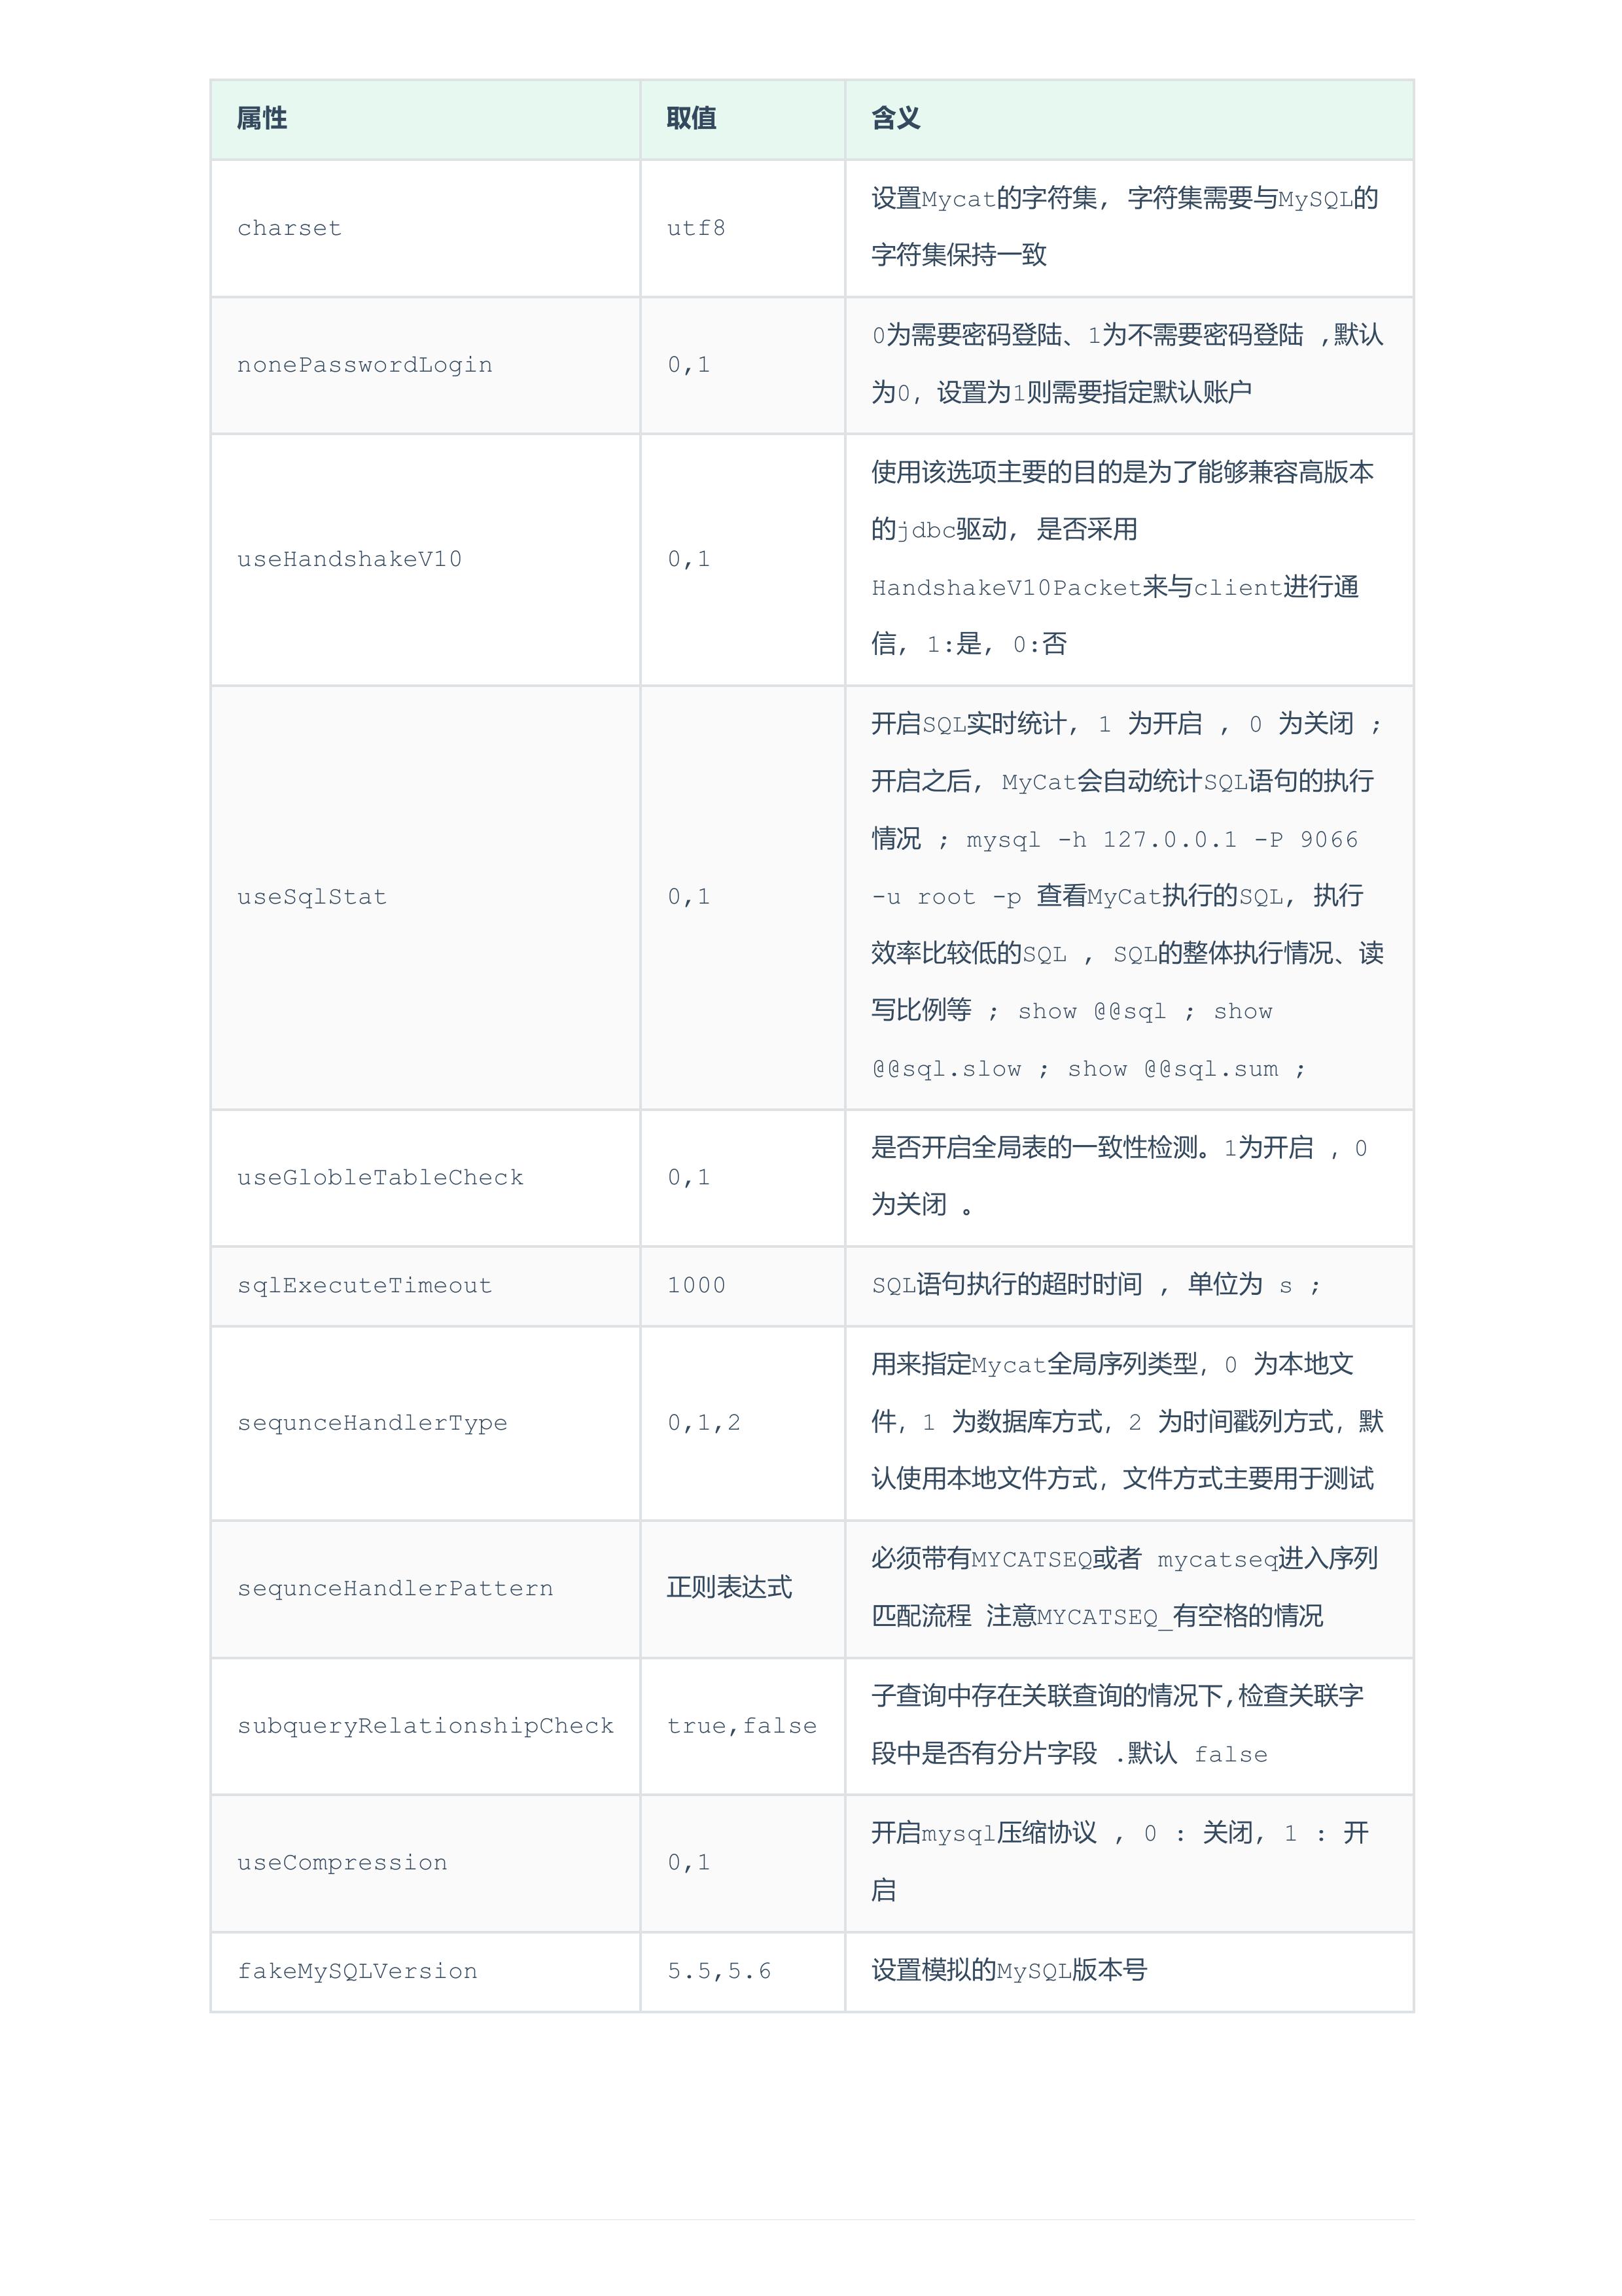 属性 取值 含义
设置Mycat的字符集, 字符集需要与MySQL的
charset utf8
字符集保持一致
0为需要密码登陆、1为不需要密码登陆 ,默认
nonePasswordLogin 0,1
为0, 设置为1则需要指定默认账户
使用该选项主要的目的是为了能够兼容高版本
的jdbc驱动, 是否采用
useHandshakeV10 0,1
HandshakeV10Packet来与client进行通
信, 1:是, 0:否
开启SQL实时统计, 1 为开启 , 0 为关闭 ;
开启之后, MyCat会自动统计SQL语句的执行
情况 ; mysql -h 127.0.0.1 -P 9066
useSqlStat 0,1 -u root -p 查看MyCat执行的SQL, 执行
效率比较低的SQL , SQL的整体执行情况、读
写比例等 ; show @@sql ; show
@@sql.slow ; show @@sql.sum ;
是否开启全局表的一致性检测。1为开启 , 0
useGlobleTableCheck 0,1
为关闭 。
sqlExecuteTimeout 1000 SQL语句执行的超时时间 , 单位为 s ;
用来指定Mycat全局序列类型, 0 为本地文
sequnceHandlerType 0,1,2 件, 1 为数据库方式, 2 为时间戳列方式, 默
认使用本地文件方式, 文件方式主要用于测试
必须带有MYCATSEQ或者 mycatseq进入序列
sequnceHandlerPattern 正则表达式
匹配流程 注意MYCATSEQ_有空格的情况
子查询中存在关联查询的情况下,检查关联字
subqueryRelationshipCheck true,false
段中是否有分片字段 .默认 false
开启mysql压缩协议 , 0 : 关闭, 1 : 开
useCompression 0,1
启
fakeMySQLVersion 5.5,5.6 设置模拟的MySQL版本号